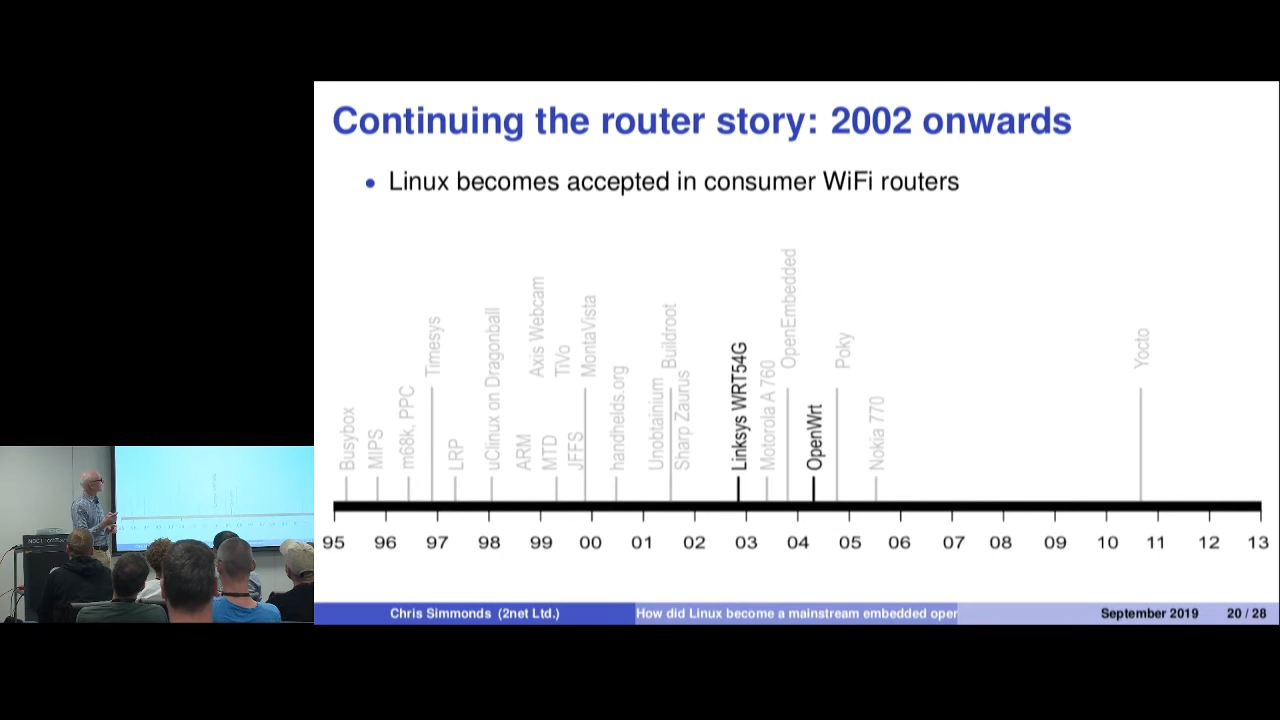 Continuing the router story: 2002 onwards
• Linux becomes accepted in consumer WiFi routers
Busybox
MIPS
m68k, PPC
Timesys
LRP
uClinux on Dragonball
ARM
Axis Webcam
MTD
TiVo
JFFS
MontaVista
handhelds.org
Unobtainium
Buildroot
Sharp Zaurus
Linksys WRT54G
Motorola A 760
OpenEmbedded
OpenWrt
Poky
Nokia 770
Yocto
95 96 97 98 99 00 01 02 03 04 05 06 07 08 09 10 11 12 13
Chris Simmonds (2net Ltd.) How did Linux become a mainstream embedded oper September 2019 20 / 28